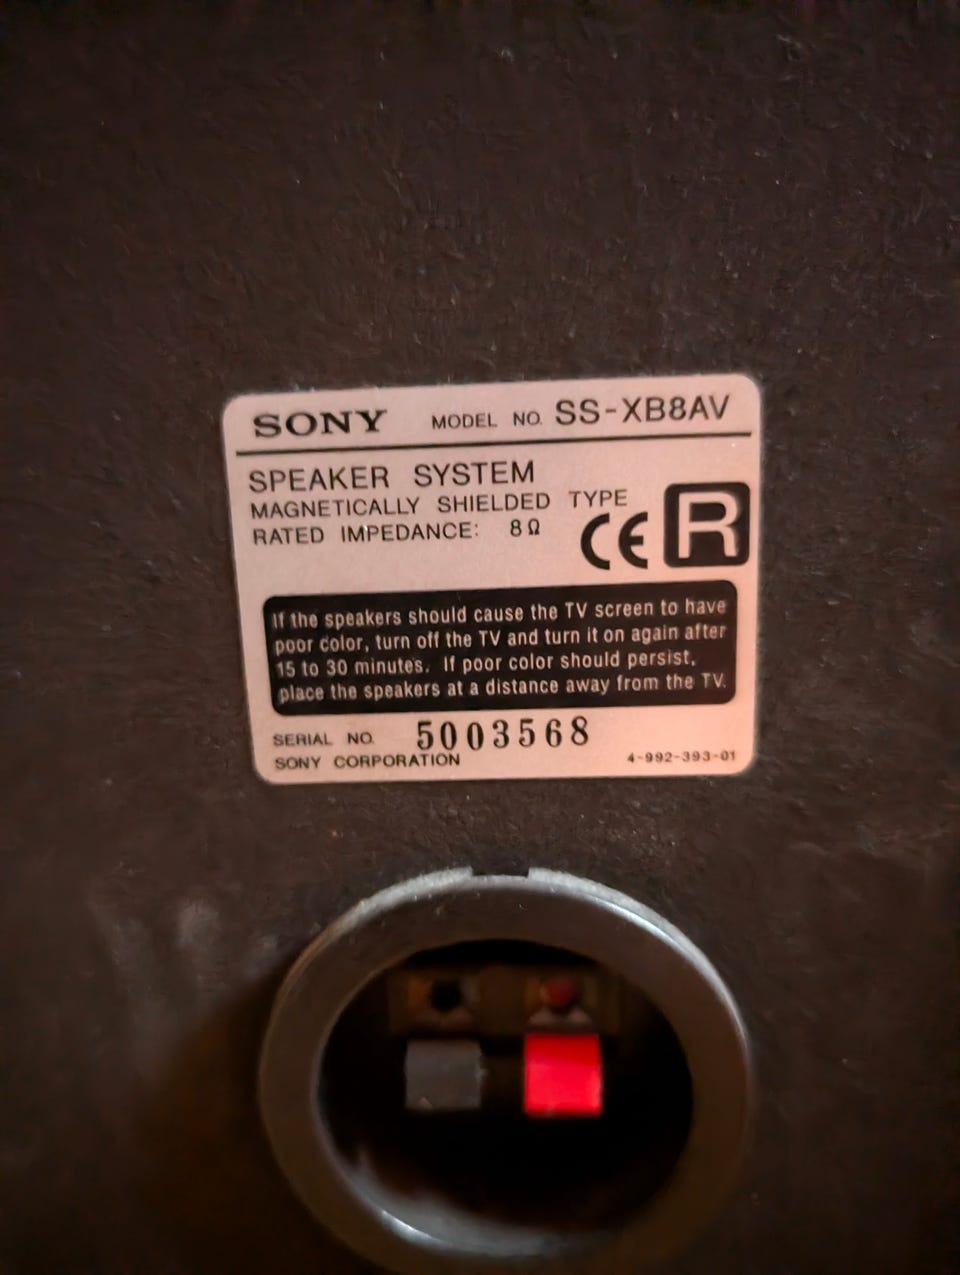 SONY MODEL NO. SS-XB8AV
SPEAKER SYSTEM
MAGNETICALLY SHIELDED TYPE
RATED IMPEDANCE: 8Ω
CE R
If the speakers should cause the TV screen to have
poor color, turn off the TV and turn it on again after
15 to 30 minutes. If poor color should persist,
place the speakers at a distance away from the TV.
SERIAL NO. 5003568
SONY CORPORATION 4-992-393-01